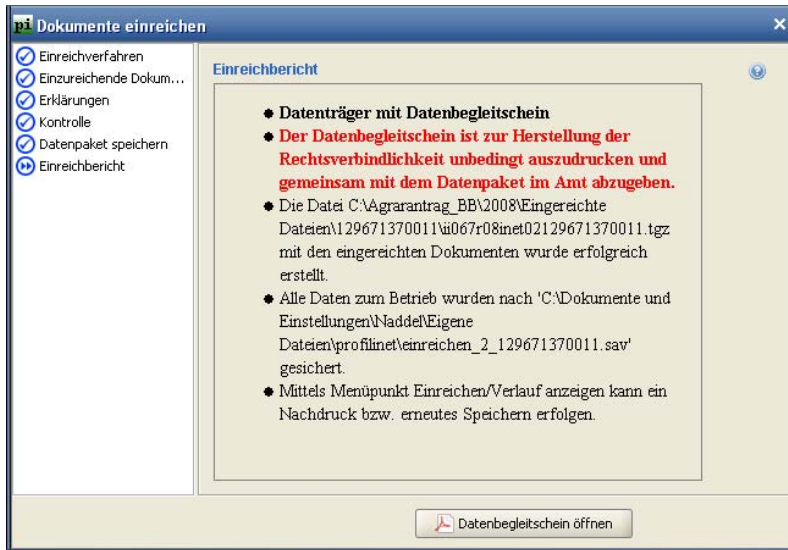 pi Dokumente einreichen
Einreichverfahren
Einzureichende Dokum...
Erklärungen
Kontrolle
Datenpaket speichern
Einreichbericht
Einreichbericht
Datenträger mit Datenbegleitschein
Der Datenbegleitschein ist zur Herstellung der
Rechtsverbindlichkeit unbedingt auszudrucken und
gemeinsam mit dem Datenpaket im Amt abzugeben.
Die Datei C:\Agrarantrag_BB\2008\Eingereichte
Dateien\129671370011\ii067r08inet02129671370011.tgz
mit den eingereichten Dokumenten wurde erfolgreich
erstellt.
Alle Daten zum Betrieb wurden nach 'C:\Dokumente und
Einstellungen\Naddel\Eigene
Dateien\profilinet\einreichen_2_129671370011.sav'
gesichert.
Mittels Menüpunkt Einreichen/Verlauf anzeigen kann ein
Nachdruck bzw. erneutes Speichern erfolgen.
Datenbegleitschein öffnen